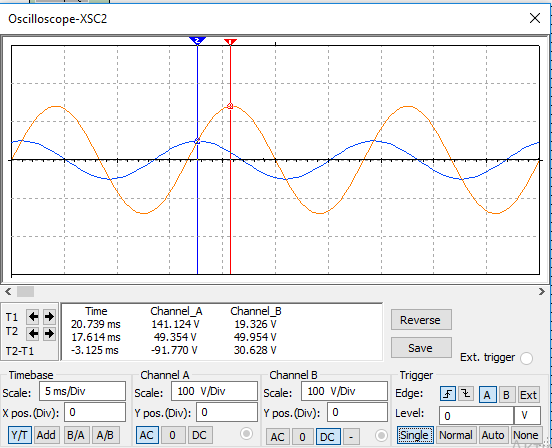 Oscilloscope-XSC2
2 1
T1
T2
T2-T1
Time Channel_A Channel_B
20.739 ms 141.124 V 19.326 V
17.614 ms 49.354 V 49.954 V
-3.125 ms -91.770 V 30.628 V
Reverse
Save
Ext. trigger
Timebase
Scale: 5 ms/Div
X pos.(Div): 0
Y/T Add B/A A/B
Channel A
Scale: 100 V/Div
Y pos.(Div): 0
AC 0 DC
Channel B
Scale: 100 V/Div
Y pos.(Div): 0
AC 0 DC -
Trigger
Edge: A B Ext
Level: 0 V
Single Normal Auto None